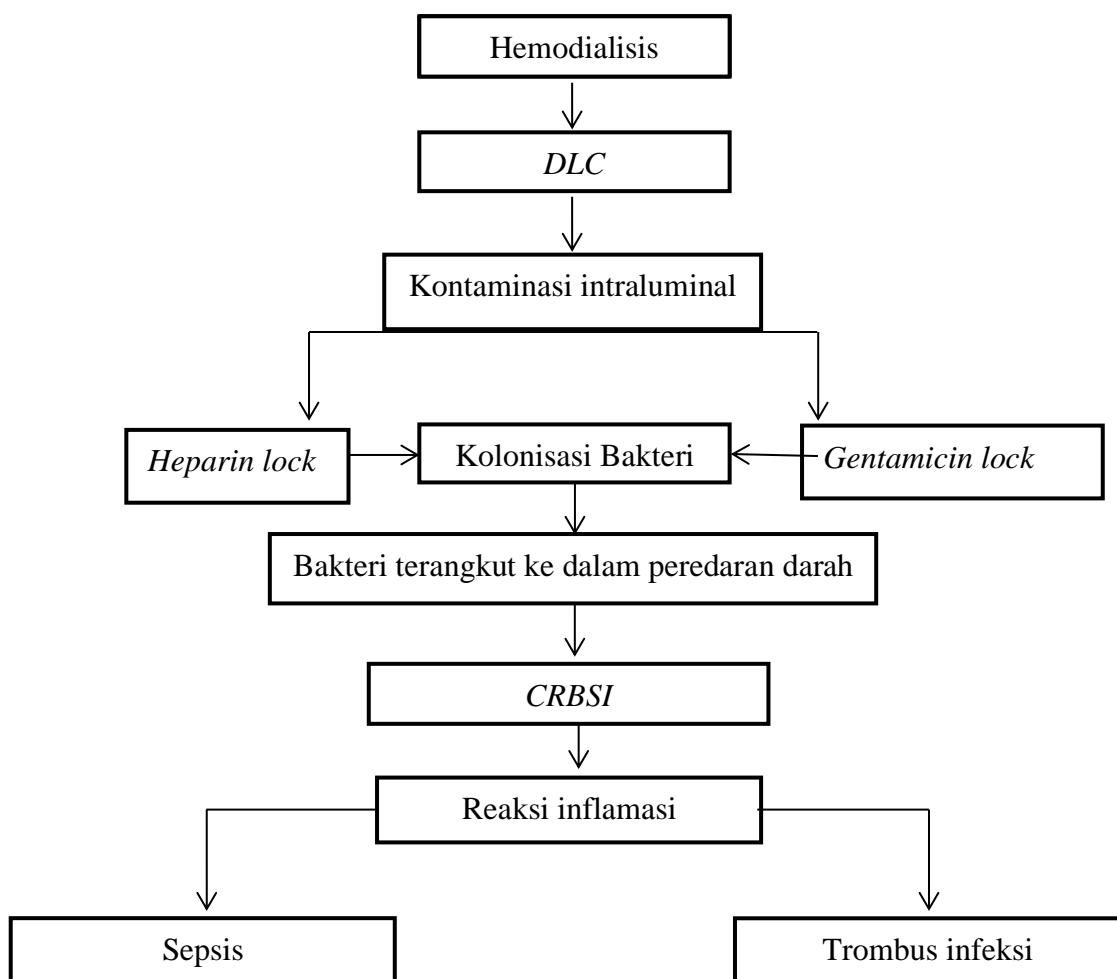 Hemodialisis
DLC
Kontaminasi intraluminal
Heparin lock
Kolonisasi Bakteri
Gentamicin lock
Bakteri terangkut ke dalam peredaran darah
CRBSI
Reaksi inflamasi
Sepsis
Trombus infeksi